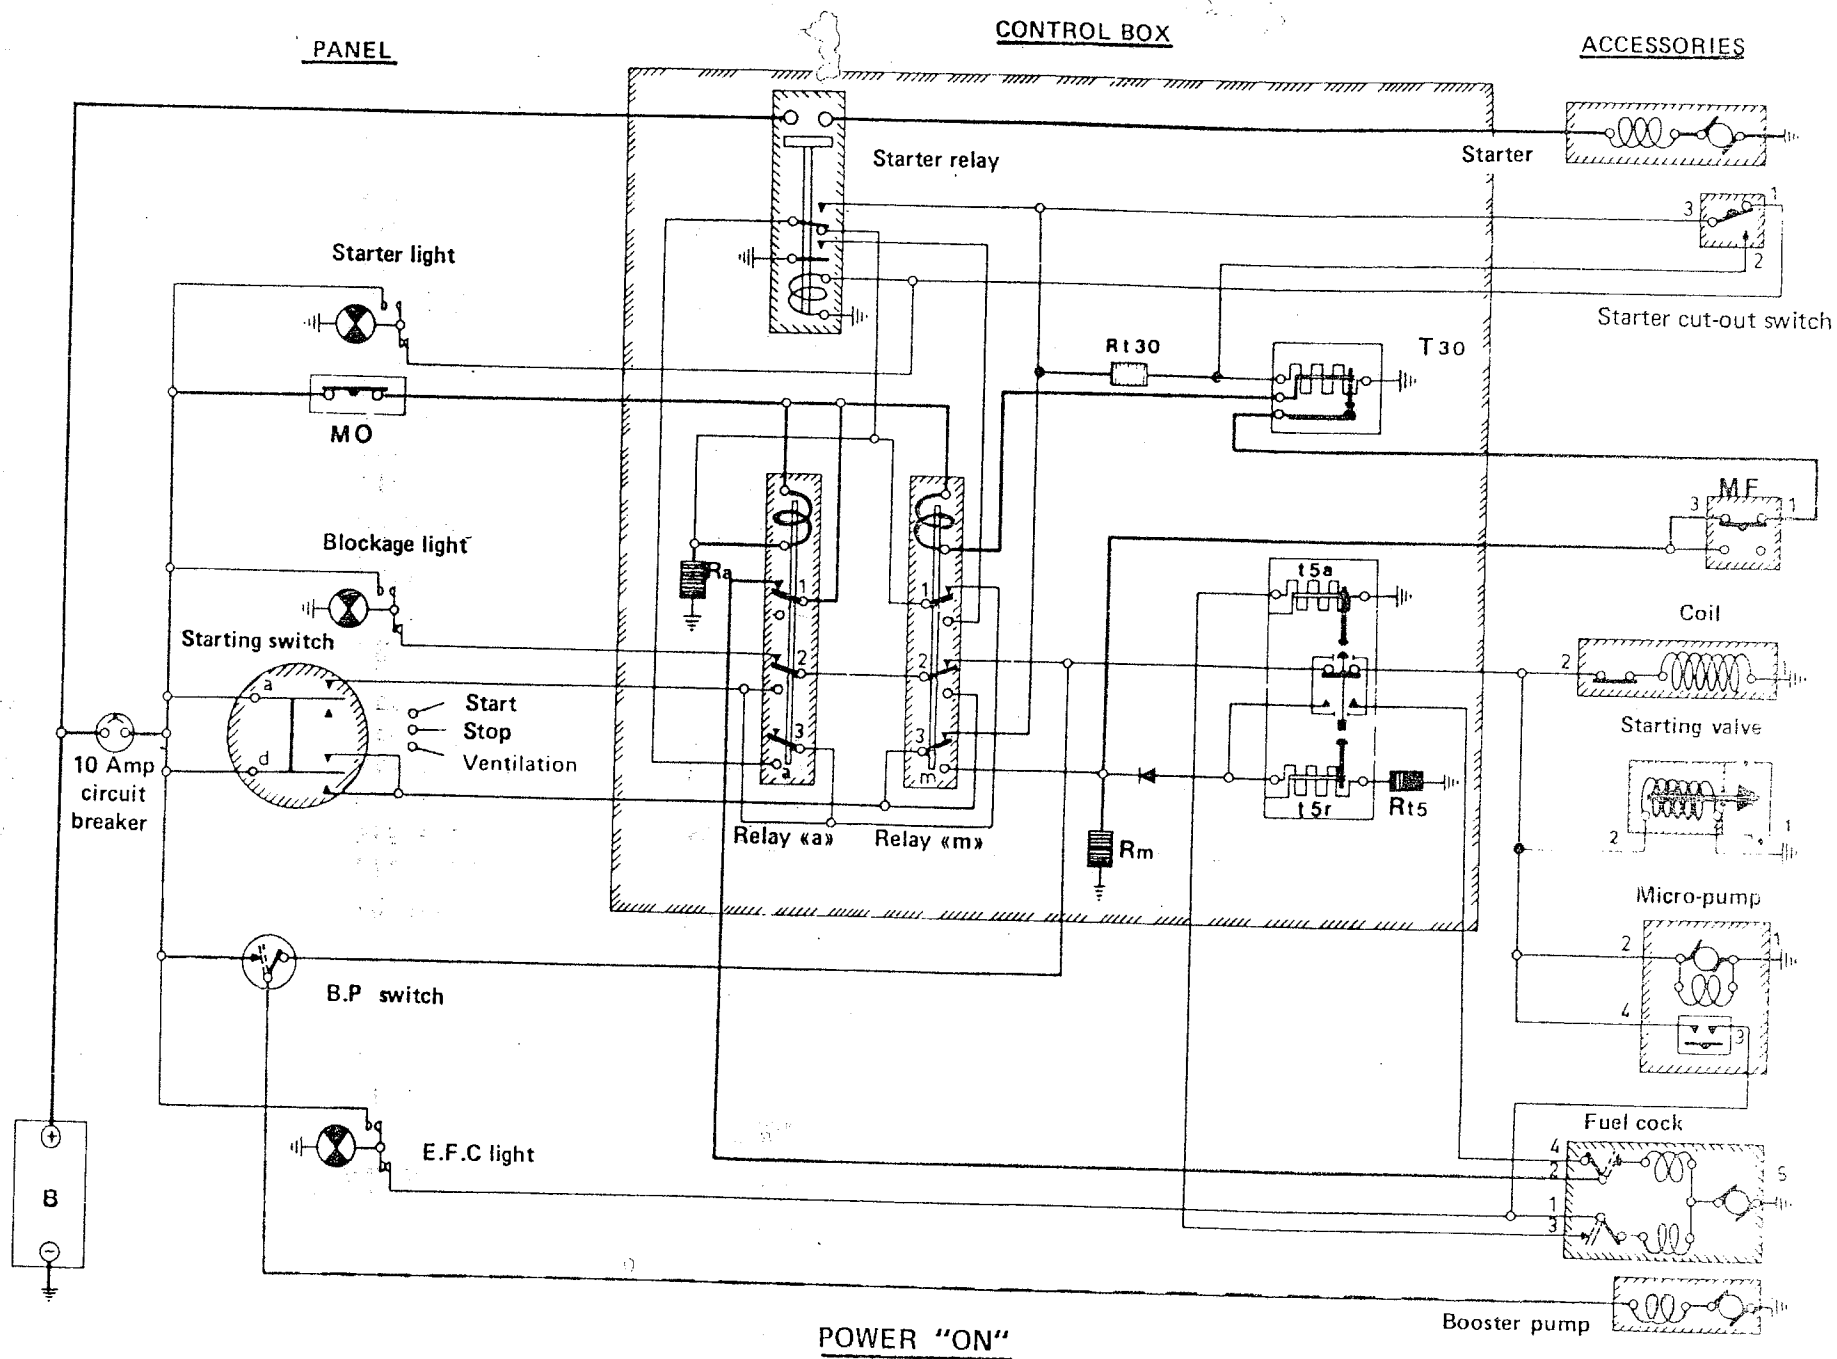 PANEL
CONTROL BOX
ACCESSORIES
Starter relay
Starter
3
1
2
Starter light
Starter cut-out switch
Rt30
T30
MO
MF
3
1
Blockage light
Ra
1
1
t5a
Coil
Starting switch
2
2
2
a
Start
Starting valve
Stop
3
3
d
Ventilation
10 Amp
circuit
breaker
a
m
t5r
Rt5
2
1
Relay «a»
Relay «m»
Rm
Micro-pump
2
1
B.P switch
4
3
Fuel cock
E.F.C light
4
2
5
B
1
3
Booster pump
POWER "ON"